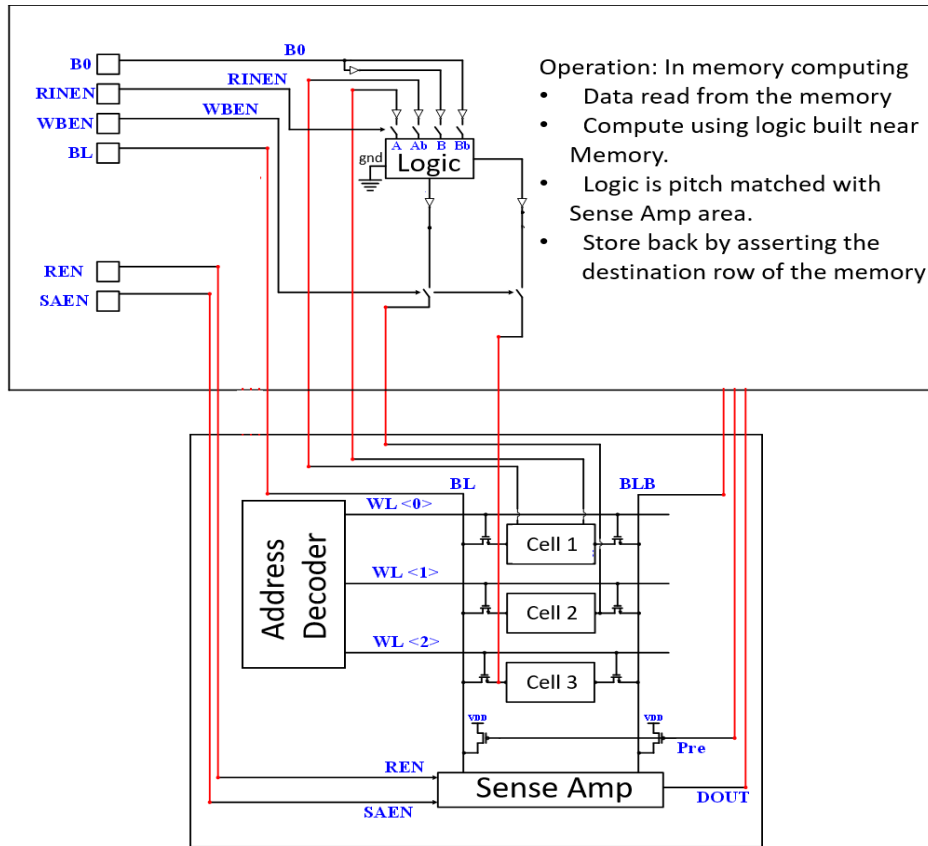 B0
B0
RINEN
RINEN
WBEN
WBEN
BL
REN
SAEN
A Ab B Bb
gnd
Logic
Operation: In memory computing
• Data read from the memory
• Compute using logic built near
Memory.
• Logic is pitch matched with
Sense Amp area.
• Store back by asserting the
destination row of the memory
BL
BLB
Address
Decoder
WL <0>
Cell 1
WL <1>
Cell 2
WL <2>
Cell 3
VDD
VDD
Pre
REN
Sense Amp
SAEN
DOUT